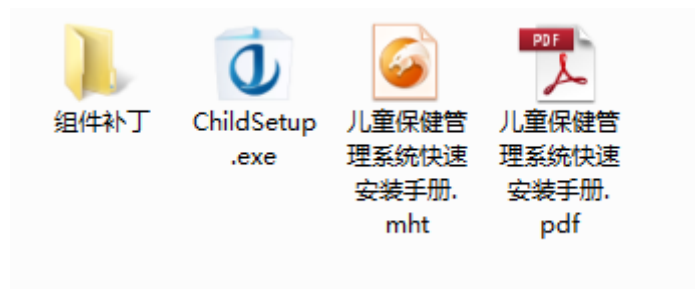 PDF
组件补丁
ChildSetup
.exe
儿童保健管
理系统快速
安装手册.
mht
儿童保健管
理系统快速
安装手册.
pdf